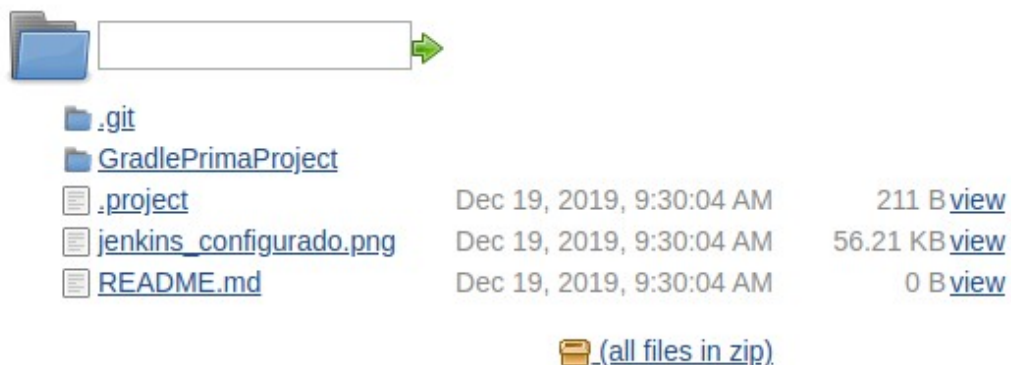 .git
GradlePrimaProject
.project Dec 19, 2019, 9:30:04 AM 211 B view
jenkins_configurado.png Dec 19, 2019, 9:30:04 AM 56.21 KB view
README.md Dec 19, 2019, 9:30:04 AM 0 B view
(all files in zip)